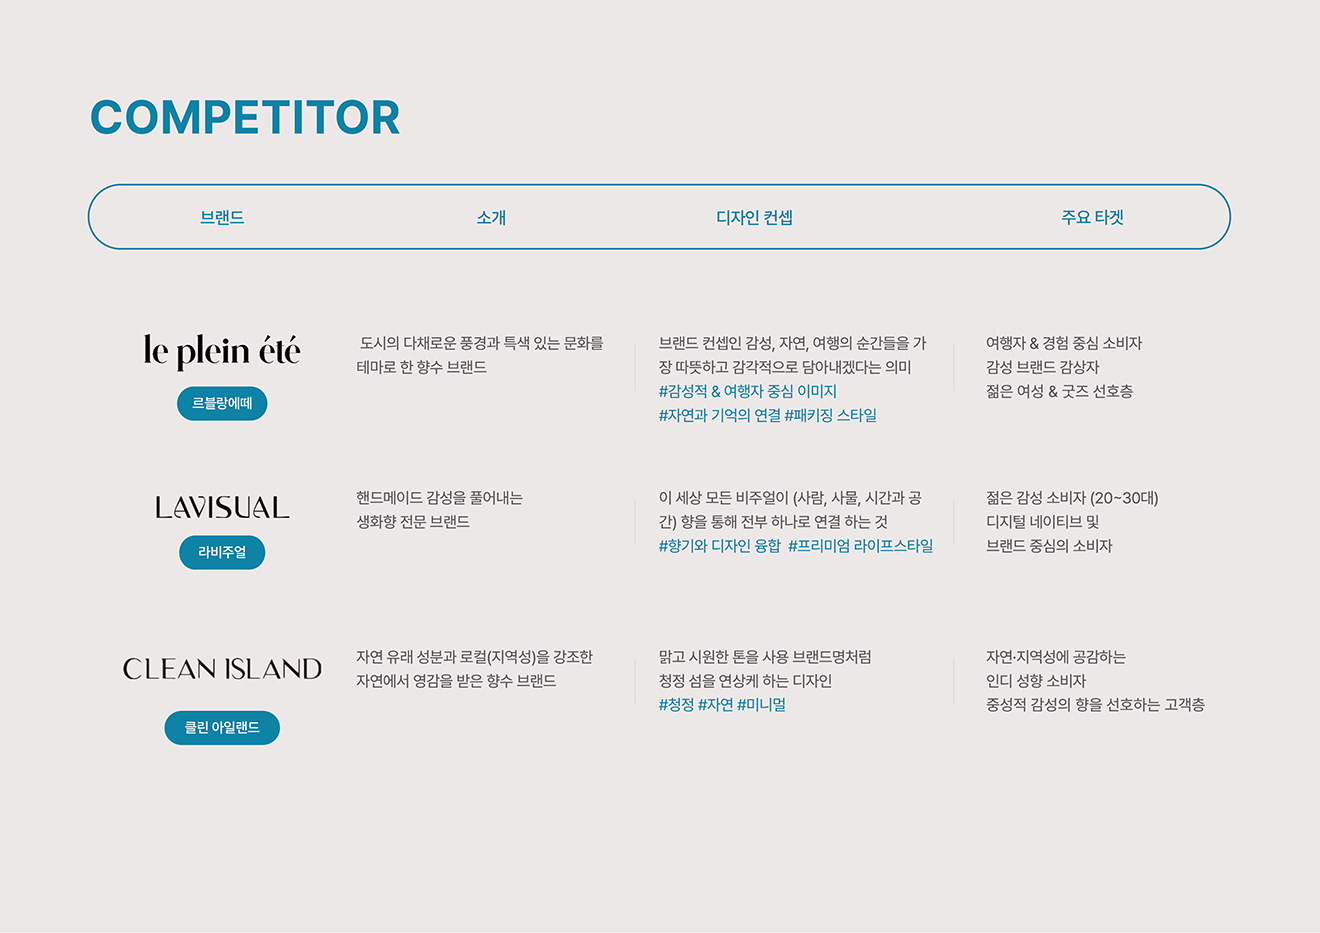 COMPETITOR
브랜드 소개 디자인 컨셉 주요 타겟
le plein été
르블랑에떼
도시의 다채로운 풍경과 특색 있는 문화를
테마로 한 향수 브랜드
브랜드 컨셉인 감성, 자연, 여행의 순간들을 가
장 따뜻하고 감각적으로 담아내겠다는 의미
#감성적 & 여행자 중심 이미지
#자연과 기억의 연결 #패키징 스타일
여행자 & 경험 중심 소비자
감성 브랜드 감상자
젊은 여성 & 굿즈 선호층
LAVISUAL
라비주얼
핸드메이드 감성을 풀어내는
생화향 전문 브랜드
이 세상 모든 비주얼이 (사람, 사물, 시간과 공
간) 향을 통해 전부 하나로 연결 하는 것
#향기와 디자인 융합 #프리미엄 라이프스타일
젊은 감성 소비자 (20~30대)
디지털 네이티브 및
브랜드 중심의 소비자
CLEAN ISLAND
클린 아일랜드
자연 유래 성분과 로컬(지역성)을 강조한
자연에서 영감을 받은 향수 브랜드
맑고 시원한 톤을 사용 브랜드명처럼
청정 섬을 연상케 하는 디자인
#청정 #자연 #미니멀
자연·지역성에 공감하는
인디 성향 소비자
중성적 감성의 향을 선호하는 고객층